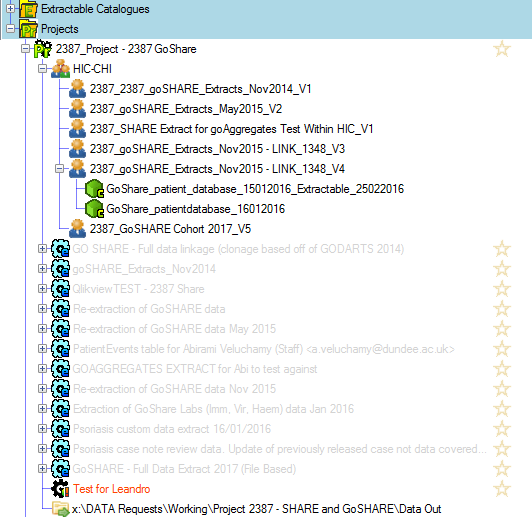 Extractable Catalogues
Projects
2387_Project - 2387 GoShare
HIC-CHI
2387_2387_goSHARE_Extracts_Nov2014_V1
2387_goSHARE_Extracts_May2015_V2
2387_SHARE Extract for goAggregates Test Within HIC_V1
2387_goSHARE_Extracts_Nov2015 - LINK_1348_V3
2387_goSHARE_Extracts_Nov2015 - LINK_1348_V4
GoShare_patient_database_15012016_Extractable_25022016
GoShare_patientdatabase_16012016
2387_GoSHARE Cohort 2017_V5
GO SHARE - Full data linkage (clonage based off of GODARTS 2014)
goSHARE_Extracts_Nov2014
QlikviewTEST - 2387 Share
Re-extraction of GoSHARE data
Re-extraction of GoSHARE data May 2015
PatientEvents table for Abirami Veluchamy (Staff) <a.veluchamy@dundee.ac.uk>
GOAGGREGATES EXTRACT for Abi to test against
Re-extraction of GoSHARE data Nov 2015
Extraction of GoShare Labs (Imm, Vir, Haem) data Jan 2016
Psoriasis custom data extract 16/01/2016
Psoriasis case note review data. Update of previously released case not data covered...
GoSHARE - Full Data Extract 2017 (File Based)
Test for Leandro
x:\DATA Requests\Working\Project 2387 - SHARE and GoSHARE\Data Out